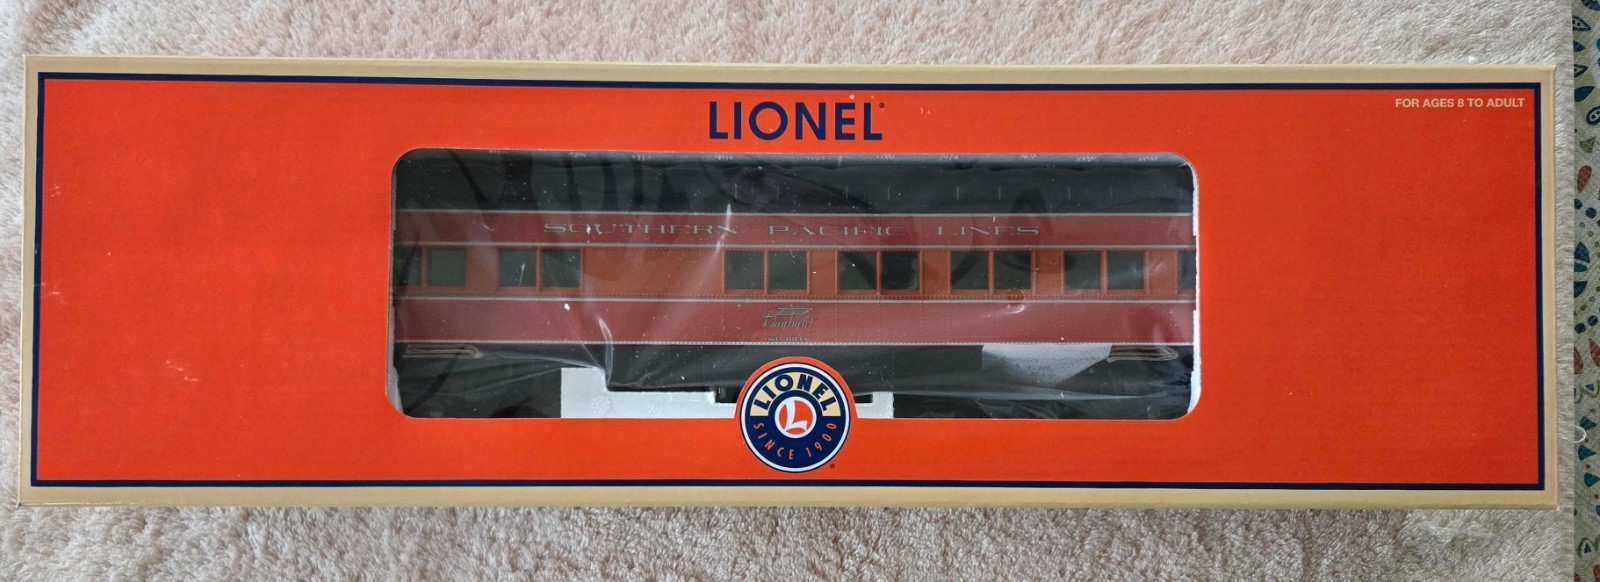 LIONEL
FOR AGES 8 TO ADULT
SOUTHERN PACIFIC LINES
Daylight
LIONEL
L
SINCE 1900